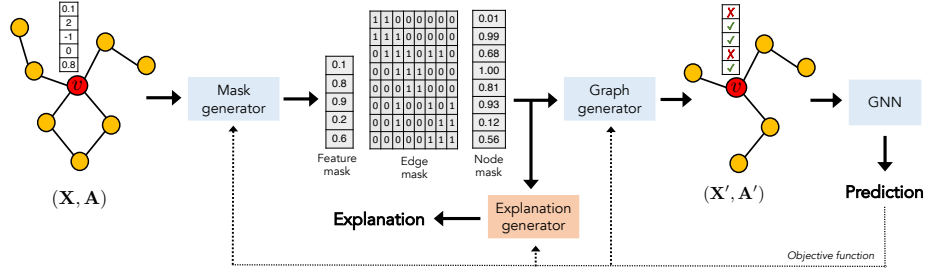 0.1
2
-1
0
0.8
v
(X, A)
Mask
generator
0.1
0.8
0.9
0.2
0.6
Feature
mask
1 1 0 0 0 0 0 0
1 1 1 0 0 0 0 0
0 1 1 1 0 1 1 0
0 0 1 1 1 0 0 0
0 0 0 1 1 0 0 0
0 0 1 0 0 1 0 1
0 0 1 0 0 0 1 1
0 0 0 0 0 1 1 1
Edge
mask
0.01
0.99
0.68
1.00
0.81
0.93
0.12
0.56
Node
mask
Graph
generator
✗
✓
✓
✗
✓
v
(X′, A′)
GNN
Prediction
Explanation
generator
Explanation
Objective function